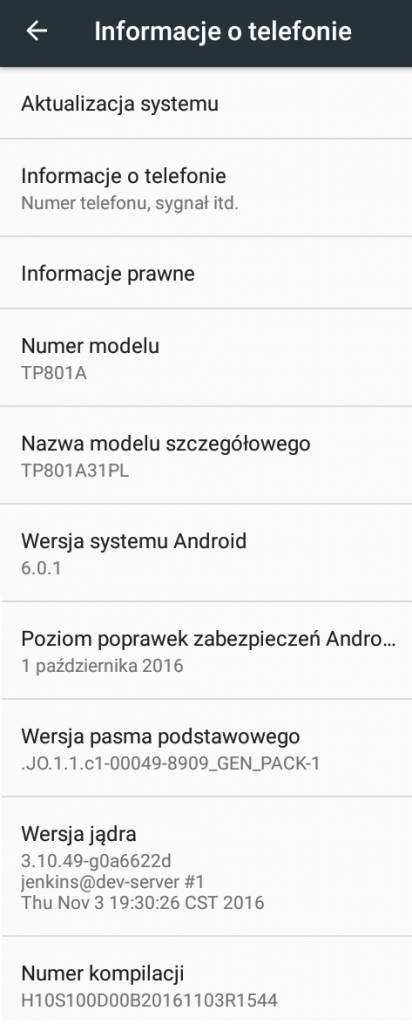 Informacje o telefonie
Aktualizacja systemu
Informacje o telefonie
Numer telefonu, sygnał itd.
Informacje prawne
Numer modelu
TP801A
Nazwa modelu szczegółowego
TP801A31PL
Wersja systemu Android
6.0.1
Poziom poprawek zabezpieczeń Andro...
1 października 2016
Wersja pasma podstawowego
.JO.1.1.c1-00049-8909_GEN_PACK-1
Wersja jądra
3.10.49-g0a6622d
jenkins@dev-server #1
Thu Nov 3 19:30:26 CST 2016
Numer kompilacji
H10S100D00B20161103R1544